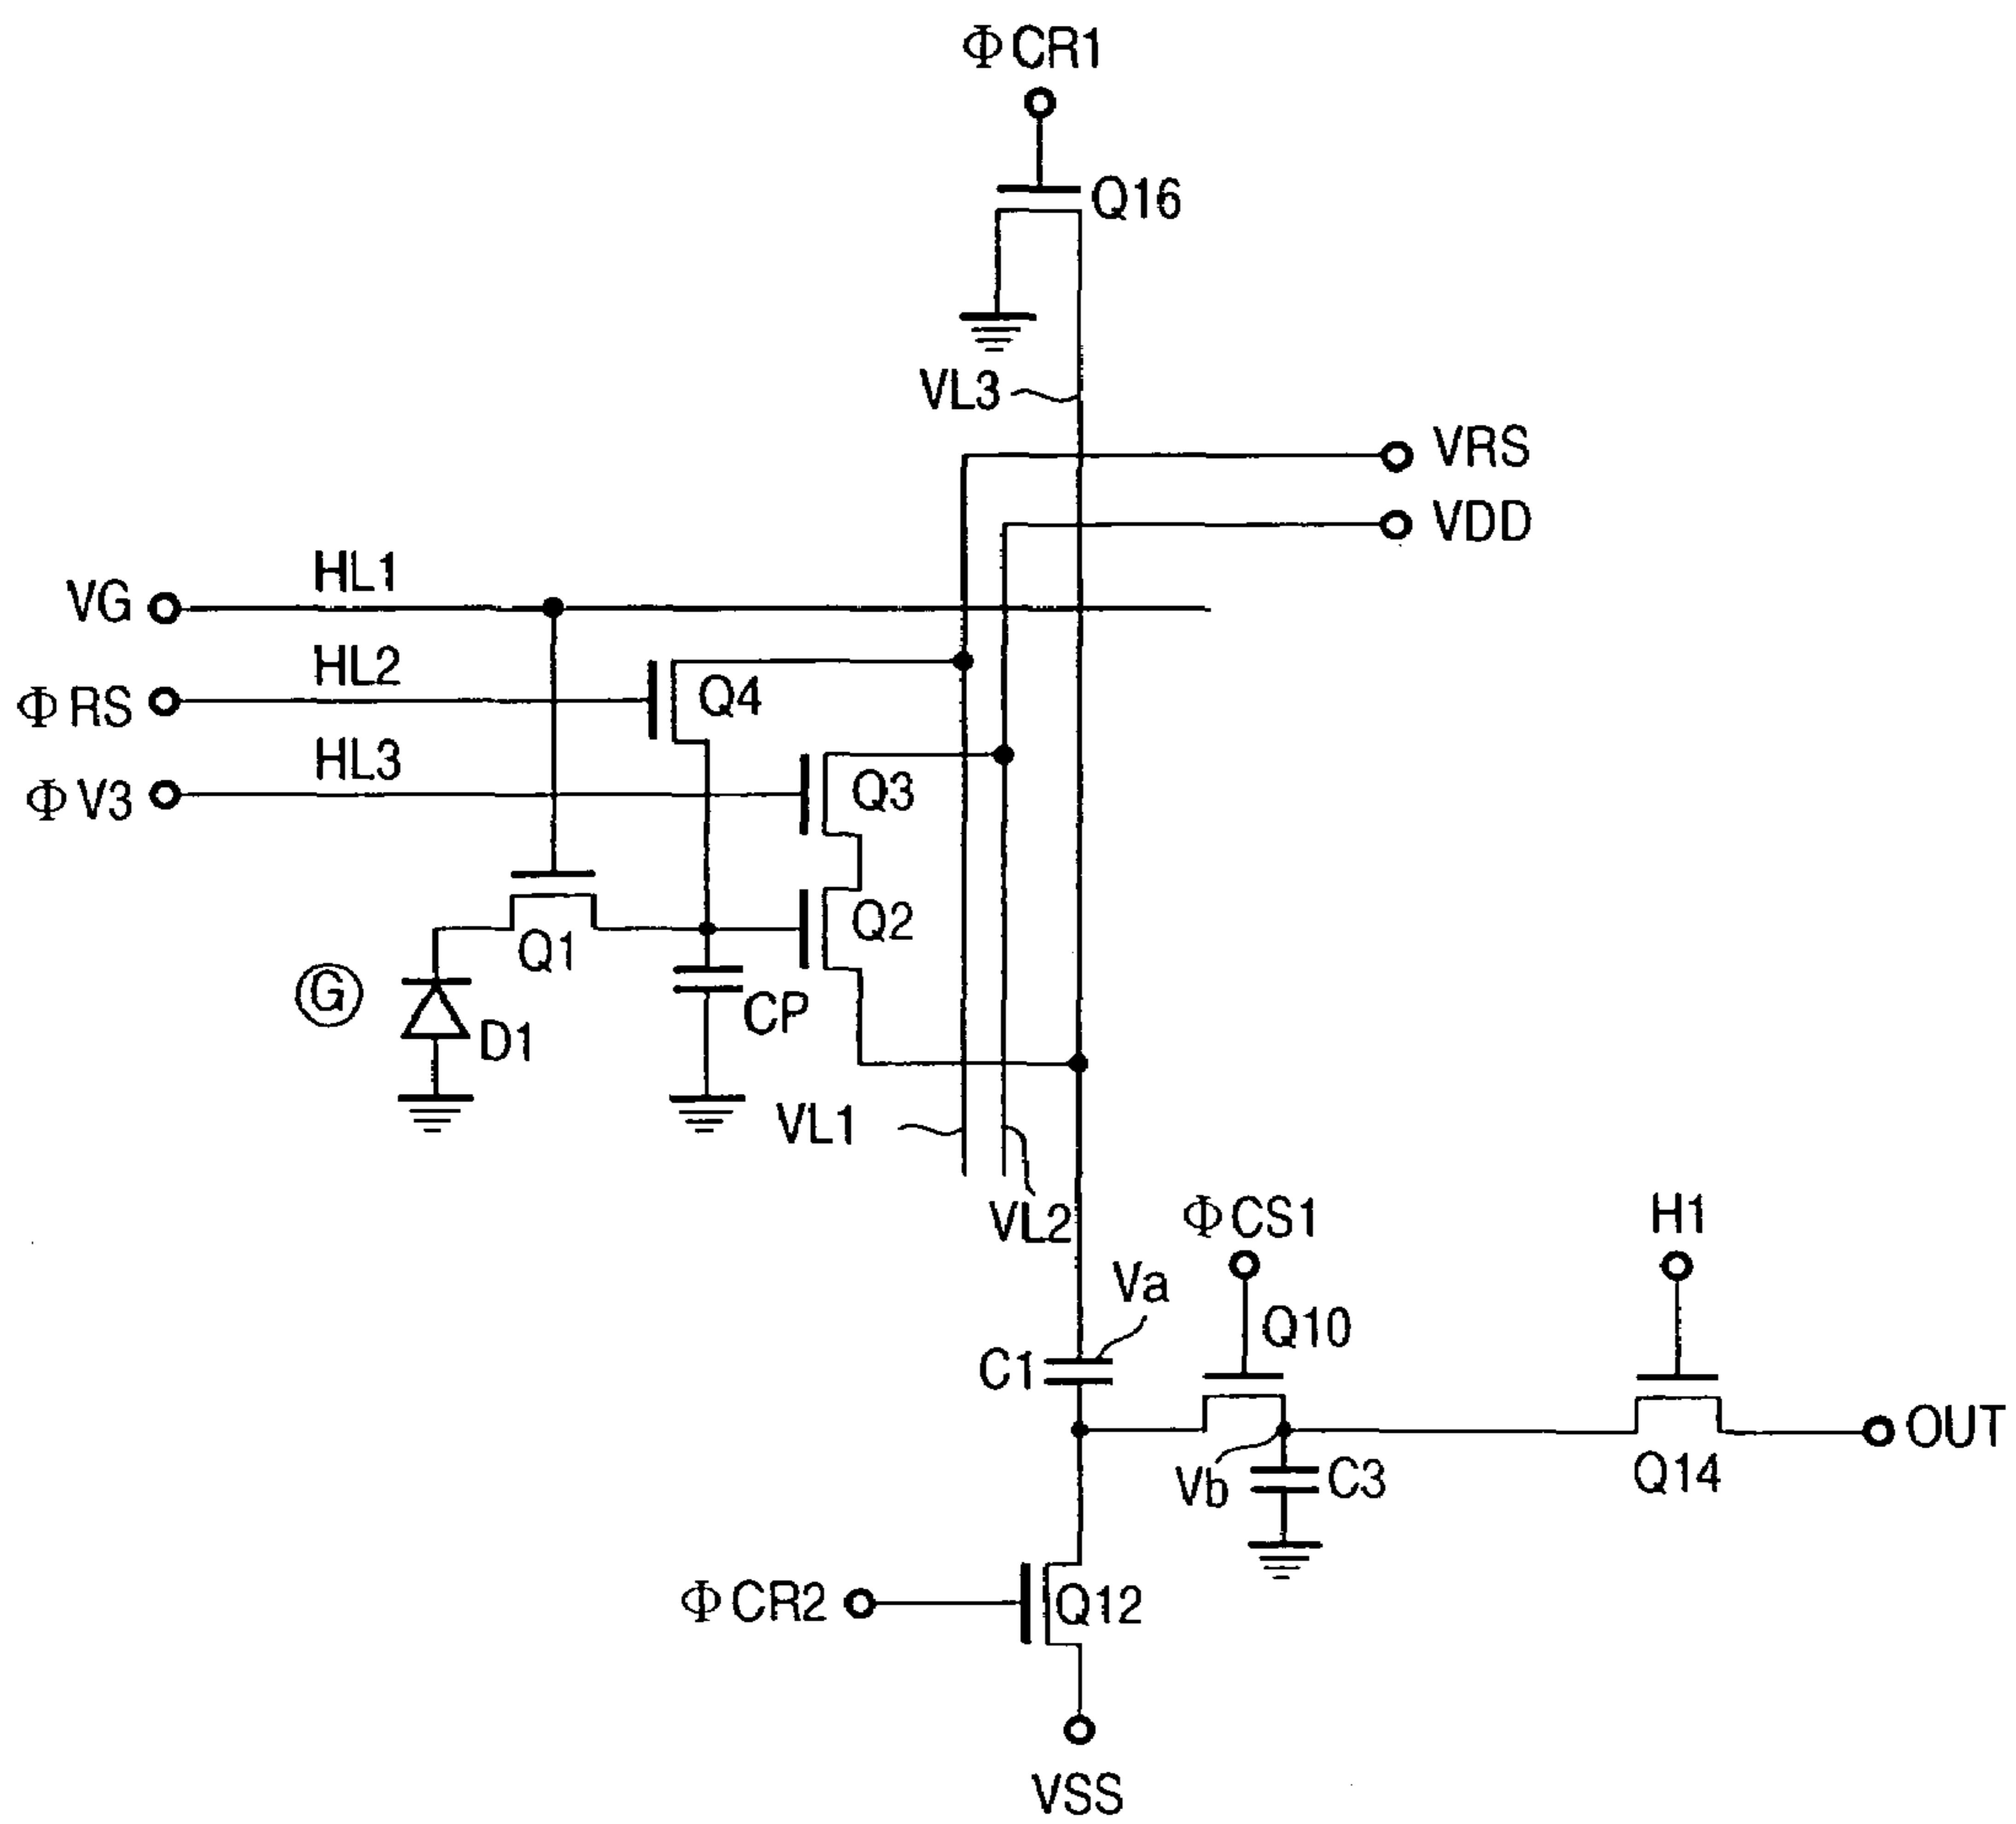 ΦCR1
Q16
VL3
VRS
VDD
VG
HL1
ΦRS
HL2
Q4
ΦV3
HL3
Q3
Q2
Q1
G
D1
CP
VL1
VL2
ΦCS1
H1
Va
Q10
C1
OUT
Vb
C3
Q14
ΦCR2
Q12
VSS